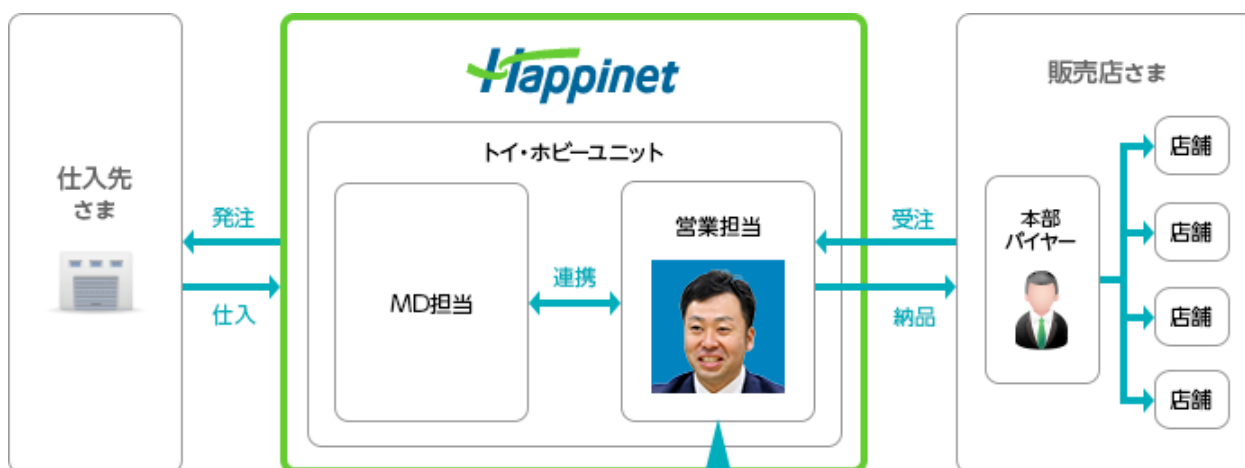 Happinet
トイ・ホビーユニット
仕入先
さま
発注
仕入
MD担当
連携
営業担当
受注
納品
販売店さま
本部
バイヤー
店舗
店舗
店舗
店舗